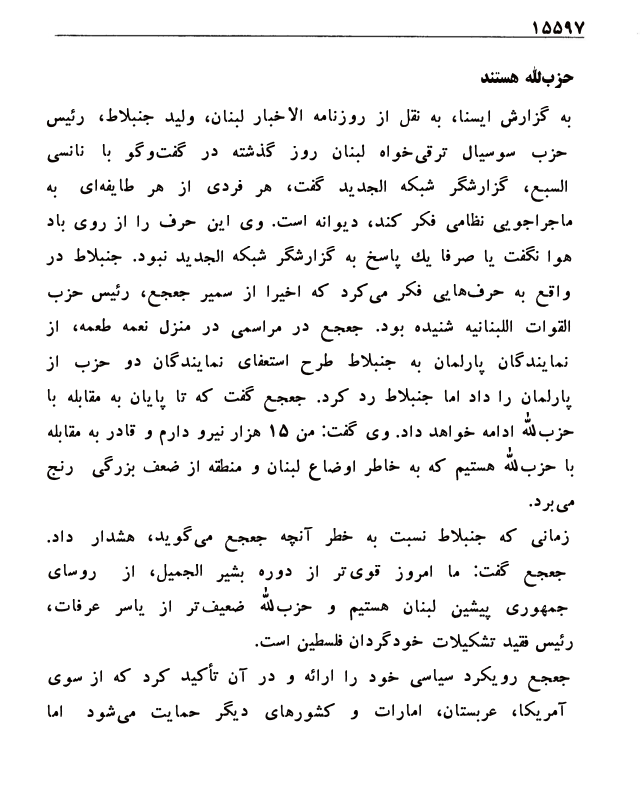 ۱۵۵۹۷
حزب‌الله هستند
به گزارش ایسنا، به نقل از روزنامه الاخبار لبنان، ولید جنبلاط، رئیس
حزب سوسیال ترقی‌خواه لبنان روز گذشته در گفت‌وگو با نانسی
السبع، گزارشگر شبکه الجدید گفت، هر فردی از هر طایفه‌ای به
ماجراجویی نظامی فکر کند، دیوانه است. وی این حرف را از روی باد
هوا نگفت یا صرفا یك پاسخ به گزارشگر شبکه الجدید نبود. جنبلاط در
واقع به حرف‌هایی فکر می‌کرد که اخیرا از سمیر جعجع، رئیس حزب
القوات اللبنانیه شنیده بود. جعجع در مراسمی در منزل نعمه طعمه، از
نمایندگان پارلمان به جنبلاط طرح استعفای نمایندگان دو حزب از
پارلمان را داد اما جنبلاط رد کرد. جعجع گفت که تا پایان به مقابله با
حزب‌الله ادامه خواهد داد. وی گفت: من ۱۵ هزار نیرو دارم و قادر به مقابله
با حزب‌الله هستیم که به خاطر اوضاع لبنان و منطقه از ضعف بزرگی رنج
می‌برد.
زمانی که جنبلاط نسبت به خطر آنچه جعجع می‌گوید، هشدار داد.
جعجع گفت: ما امروز قوی‌تر از دوره بشیر الجمیل، از روسای
جمهوری پیشین لبنان هستیم و حزب‌الله ضعیف‌تر از یاسر عرفات،
رئیس فقید تشکیلات خودگردان فلسطین است.
جعجع رویکرد سیاسی خود را ارائه و در آن تأکید کرد که از سوی
آمریکا، عربستان، امارات و کشورهای دیگر حمایت می‌شود اما